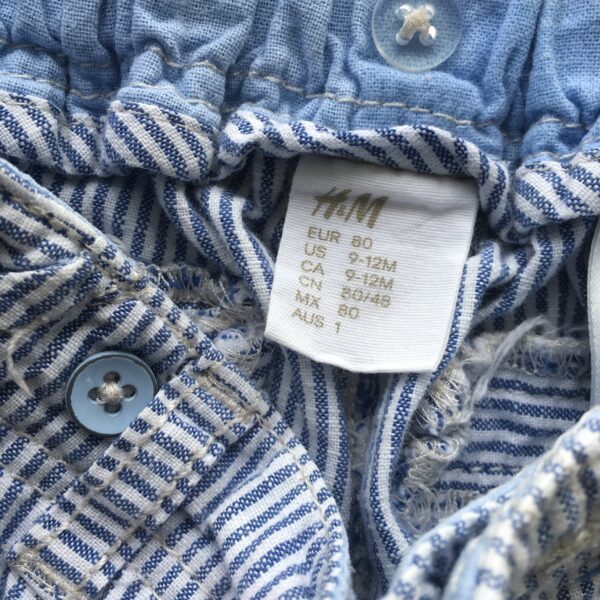 H&M
EUR 80
US 9-12M
CA 9-12M
CN 80/48
MX 80
AUS 1